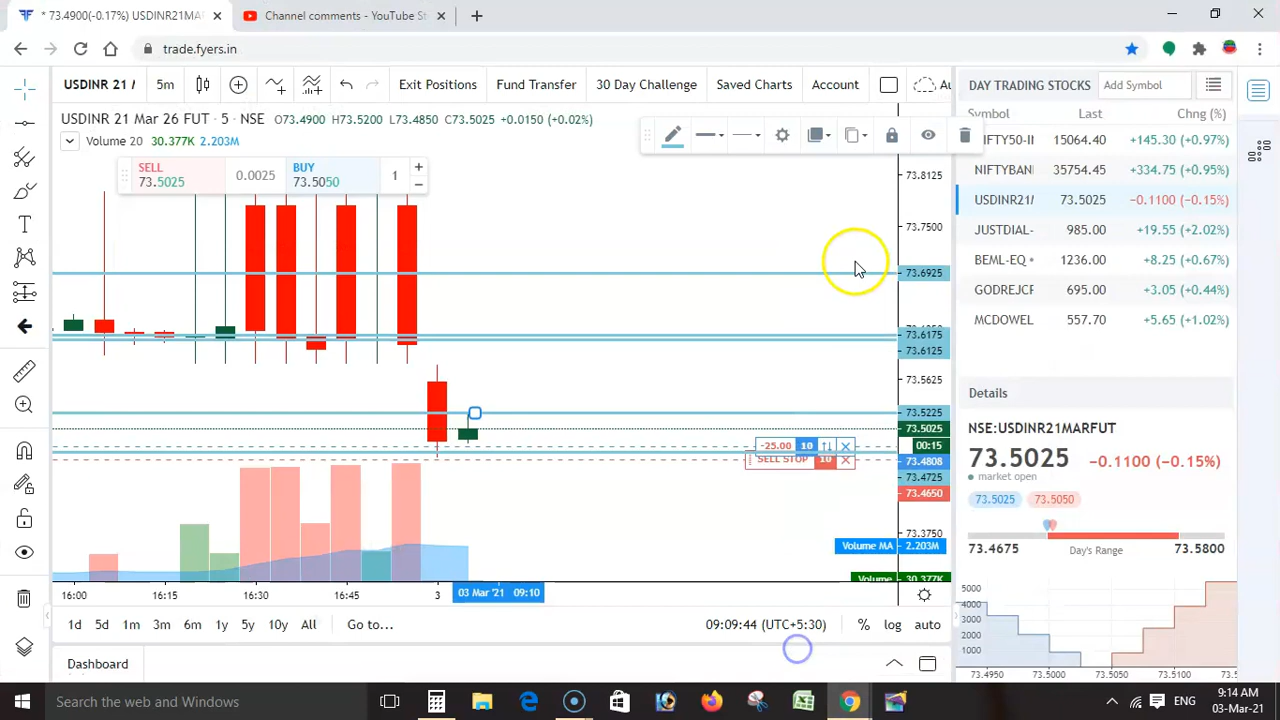 * 73.4900(-0.17%) USDINR21MAR
Channel comments - YouTube St
trade.fyers.in
USDINR 21
5m
Exit Positions
Fund Transfer
30 Day Challenge
Saved Charts
Account
Au
DAY TRADING STOCKS
Add Symbol
USDINR 21 Mar 26 FUT · 5 · NSE O73.4900 H73.5200 L73.4850 C73.5025 +0.0150 (+0.02%)
Symbol Last Chng (%)
Volume 20 30.377K 2.203M
SELL
73.5025
0.0025
BUY
73.5050
1
NIFTY50-I 15064.40 +145.30 (+0.97%)
NIFTYBAN 35754.45 +334.75 (+0.95%)
USDINR21 73.5025 −0.1100 (−0.15%)
JUSTDIAL- 985.00 +19.55 (+2.02%)
BEML-EQ 1236.00 +8.25 (+0.67%)
GODREJCF 695.00 +3.05 (+0.44%)
MCDOWEL 557.70 +5.65 (+1.02%)
73.8125
73.7500
73.6925
73.6175
73.6125
73.5625
73.5225
73.5025
00:15
73.4808
73.4725
73.4650
73.3750
-25.00 10
SELL STOP 10
Volume MA 2.203M
Volume 30.377K
16:00 16:15 16:30 16:45 3 03 Mar '21 09:10
1d 5d 1m 3m 6m 1y 5y 10y All Go to...
09:09:44 (UTC+5:30)
% log auto
Dashboard
Details
NSE:USDINR21MARFUT
73.5025 −0.1100 (−0.15%)
market open
73.5025 73.5050
73.4675 Day's Range 73.5800
5000
4000
3000
2000
1000
73.4950 73.5000 73.5050 73.5100 73.5150
Search the web and Windows
ENG
9:14 AM
03-Mar-21